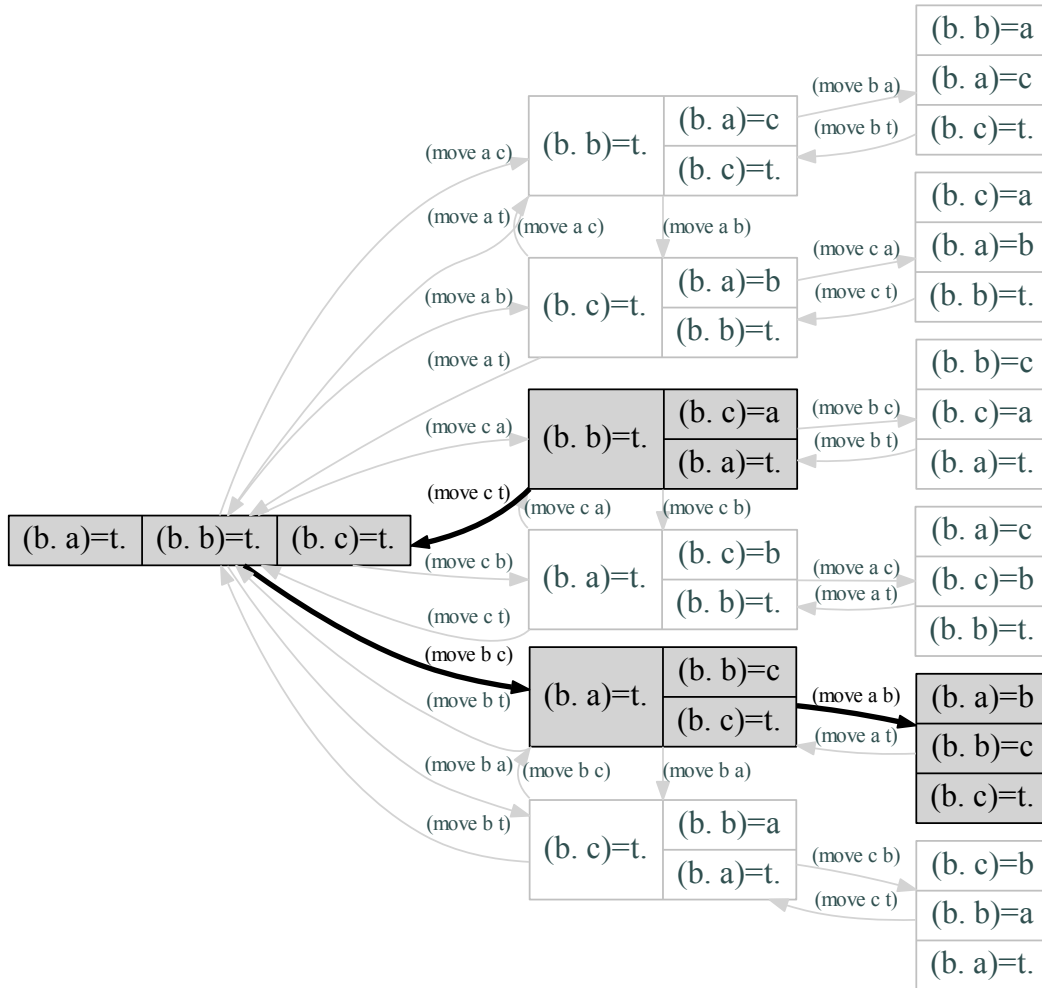 (b. b)=a
(b. a)=c
(b. c)=t.
(move b a)
(move b t)
(b. b)=t.
(b. a)=c
(b. c)=t.
(move a c)
(move a t)
(move a c)
(move a b)
(b. c)=a
(b. a)=b
(b. b)=t.
(move c a)
(move c t)
(b. c)=t.
(b. a)=b
(b. b)=t.
(move a b)
(move a t)
(b. b)=c
(b. c)=a
(b. a)=t.
(move b c)
(move b t)
(b. b)=t.
(b. c)=a
(b. a)=t.
(move c a)
(move c t)
(move c a)
(move c b)
(b. a)=t.
(b. b)=t.
(b. c)=t.
(b. a)=c
(b. c)=b
(b. b)=t.
(move a c)
(move a t)
(b. a)=t.
(b. c)=b
(b. b)=t.
(move c b)
(move c t)
(move b c)
(b. a)=t.
(b. b)=c
(b. c)=t.
(move a b)
(move a t)
(b. a)=b
(b. b)=c
(b. c)=t.
(move b t)
(move b a)
(move b c)
(move b a)
(move b t)
(b. c)=t.
(b. b)=a
(b. a)=t.
(move c b)
(move c t)
(b. c)=b
(b. b)=a
(b. a)=t.